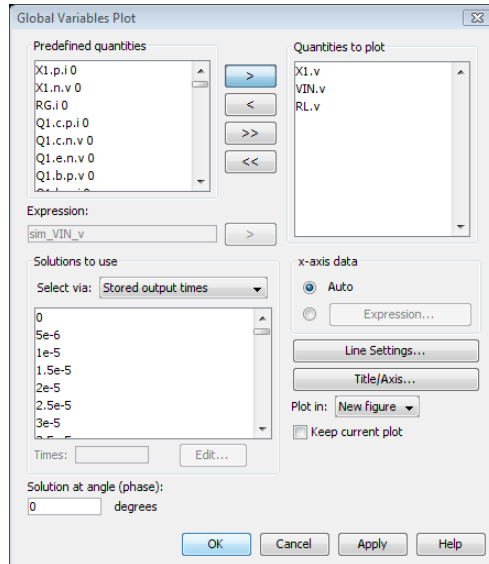 Global Variables Plot
Predefined quantities
X1.p.i 0
X1.n.v 0
RG.i 0
Q1.c.p.i 0
Q1.c.n.v 0
Q1.e.n.v 0
Q1.b.p.v 0
>
<
>>
<<
Quantities to plot
X1.v
VIN.v
RL.v
Expression:
sim_VIN_v
>
Solutions to use
Select via: Stored output times
0
5e-6
1e-5
1.5e-5
2e-5
2.5e-5
3e-5
Times: Edit...
x-axis data
Auto
Expression...
Line Settings...
Title/Axis...
Plot in: New figure
Keep current plot
Solution at angle (phase):
0 degrees
OK Cancel Apply Help